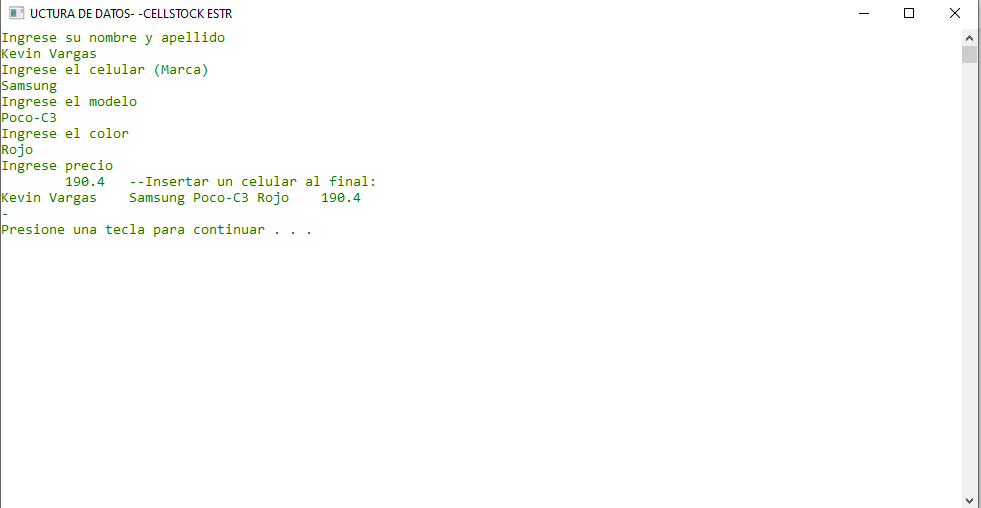 UCTURA DE DATOS- -CELLSTOCK ESTR
Ingrese su nombre y apellido
Kevin Vargas
Ingrese el celular (Marca)
Samsung
Ingrese el modelo
Poco-C3
Ingrese el color
Rojo
Ingrese precio
190.4 --Insertar un celular al final:
Kevin Vargas Samsung Poco-C3 Rojo 190.4
-
Presione una tecla para continuar . . .